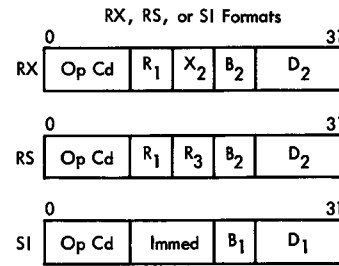 RX, RS, or SI Formats
0 31
RX Op Cd R1 X2 B2 D2
0 31
RS Op Cd R1 R3 B2 D2
0 31
SI Op Cd Immed B1 D1